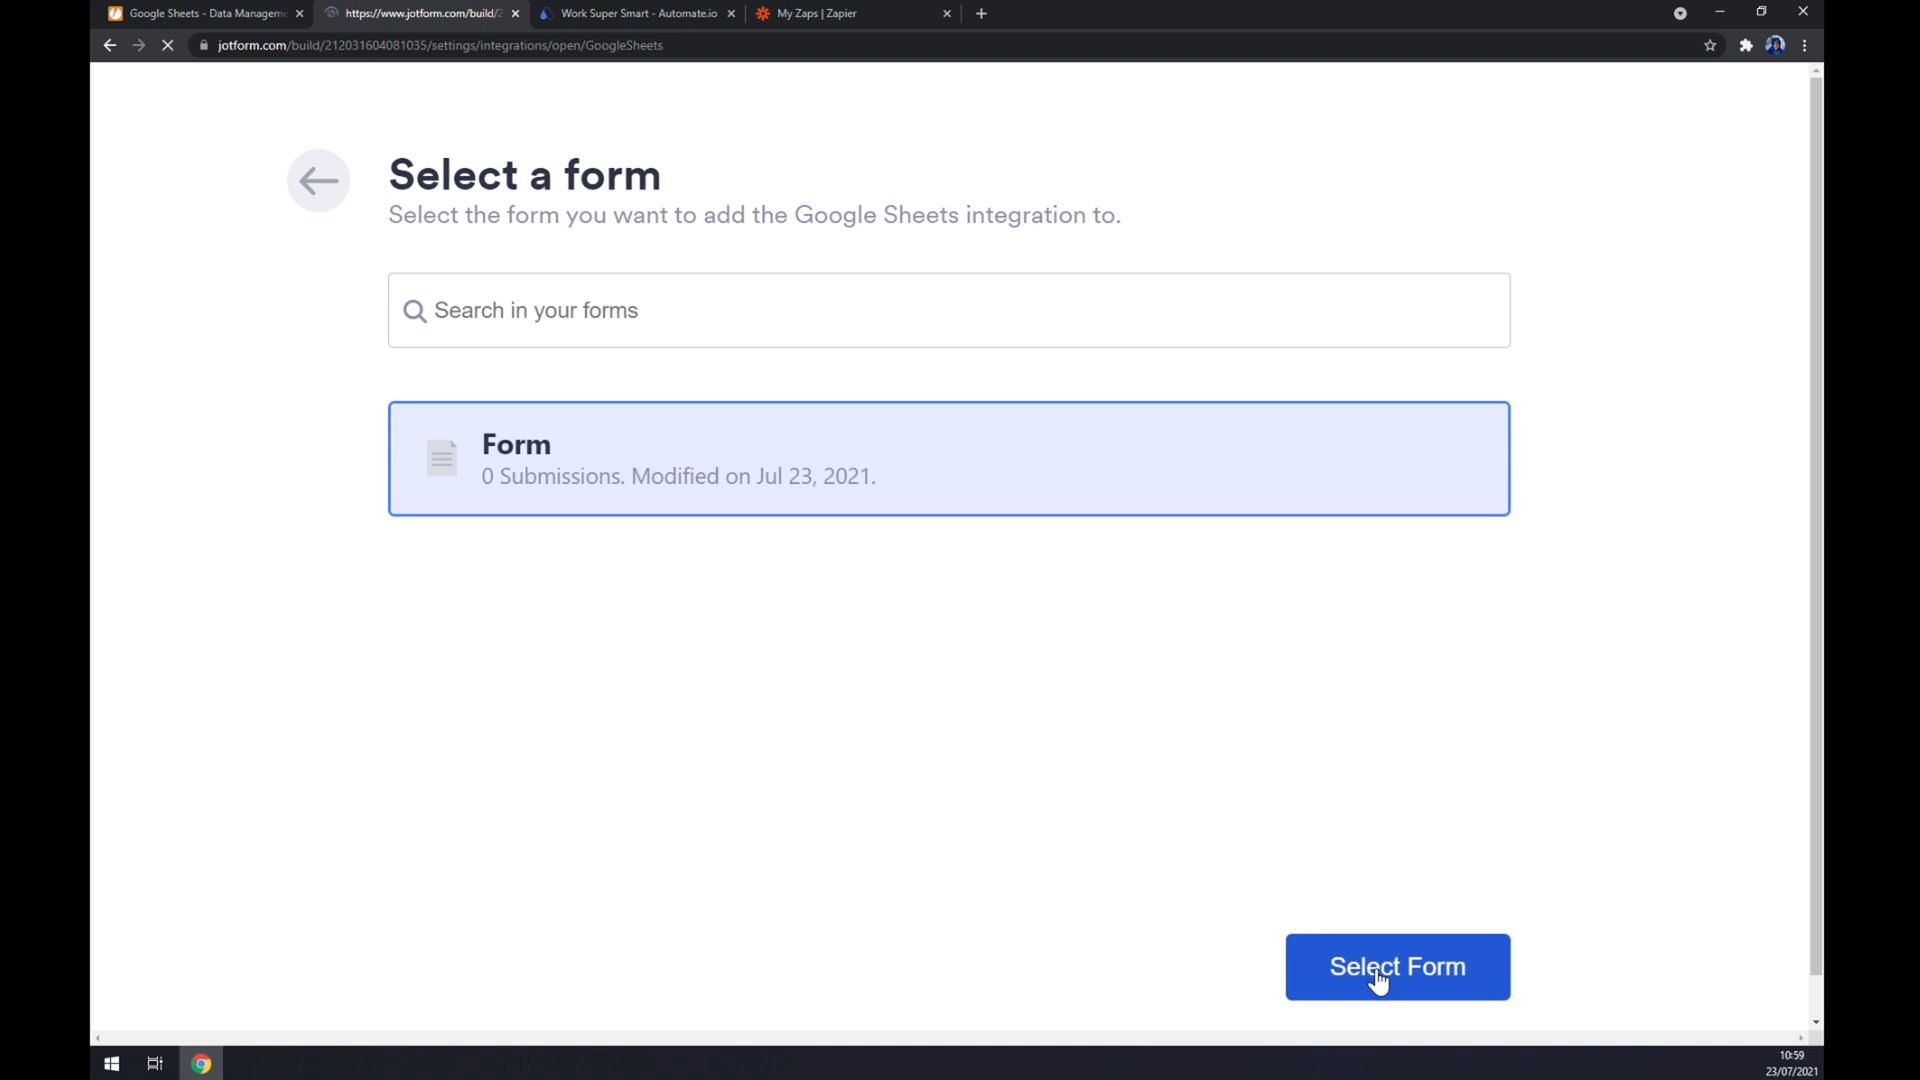 Google Sheets - Data Managem
https://www.jotform.com/build/2
Work Super Smart - Automate.io
My Zaps | Zapier
jotform.com/build/212031604081035/settings/integrations/open/GoogleSheets
Select a form
Select the form you want to add the Google Sheets integration to.
Search in your forms
Form
0 Submissions. Modified on Jul 23, 2021.
Select Form
10:59
23/07/2021